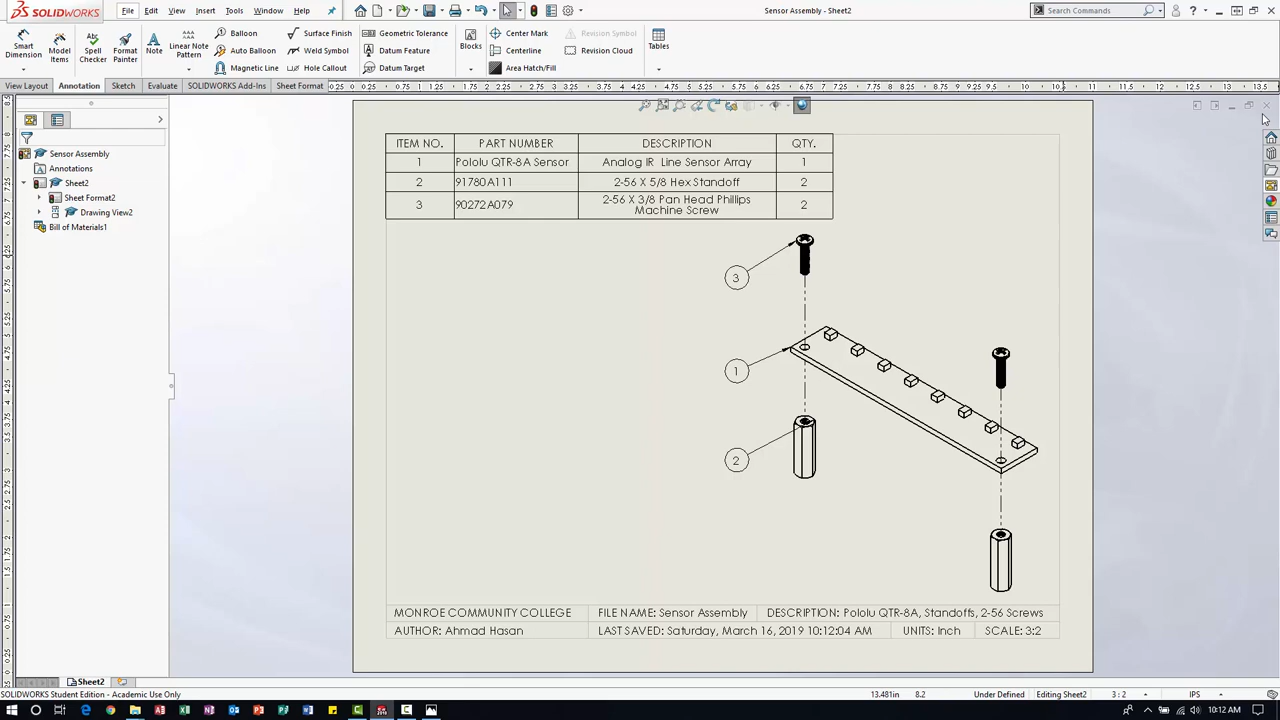 SOLIDWORKS File Edit View Insert Tools Window Help Sensor Assembly - Sheet2 Search Commands
Smart Dimension
Model Items
Spell Checker
Format Painter
Note
Linear Note Pattern
Balloon
Auto Balloon
Magnetic Line
Surface Finish
Weld Symbol
Hole Callout
Geometric Tolerance
Datum Feature
Datum Target
Blocks
Center Mark
Centerline
Area Hatch/Fill
Revision Symbol
Revision Cloud
Tables
View Layout Annotation Sketch Evaluate SOLIDWORKS Add-Ins Sheet Format
Sensor Assembly
Annotations
Sheet2
Sheet Format2
Drawing View2
Bill of Materials1
ITEM NO. PART NUMBER DESCRIPTION QTY.
1 Pololu QTR-8A Sensor Analog IR Line Sensor Array 1
2 91780A111 2-56 X 5/8 Hex Standoff 2
3 90272A079 2-56 X 3/8 Pan Head Phillips Machine Screw 2
3
1
2
MONROE COMMUNITY COLLEGE FILE NAME: Sensor Assembly DESCRIPTION: Pololu QTR-8A, Standoffs, 2-56 Screws
AUTHOR: Ahmad Hasan LAST SAVED: Saturday, March 16, 2019 10:12:04 AM UNITS: Inch SCALE: 3:2
Sheet2
SOLIDWORKS Student Edition - Academic Use Only 13.481in 8.2 Under Defined Editing Sheet2 3 : 2 IPS
10:12 AM